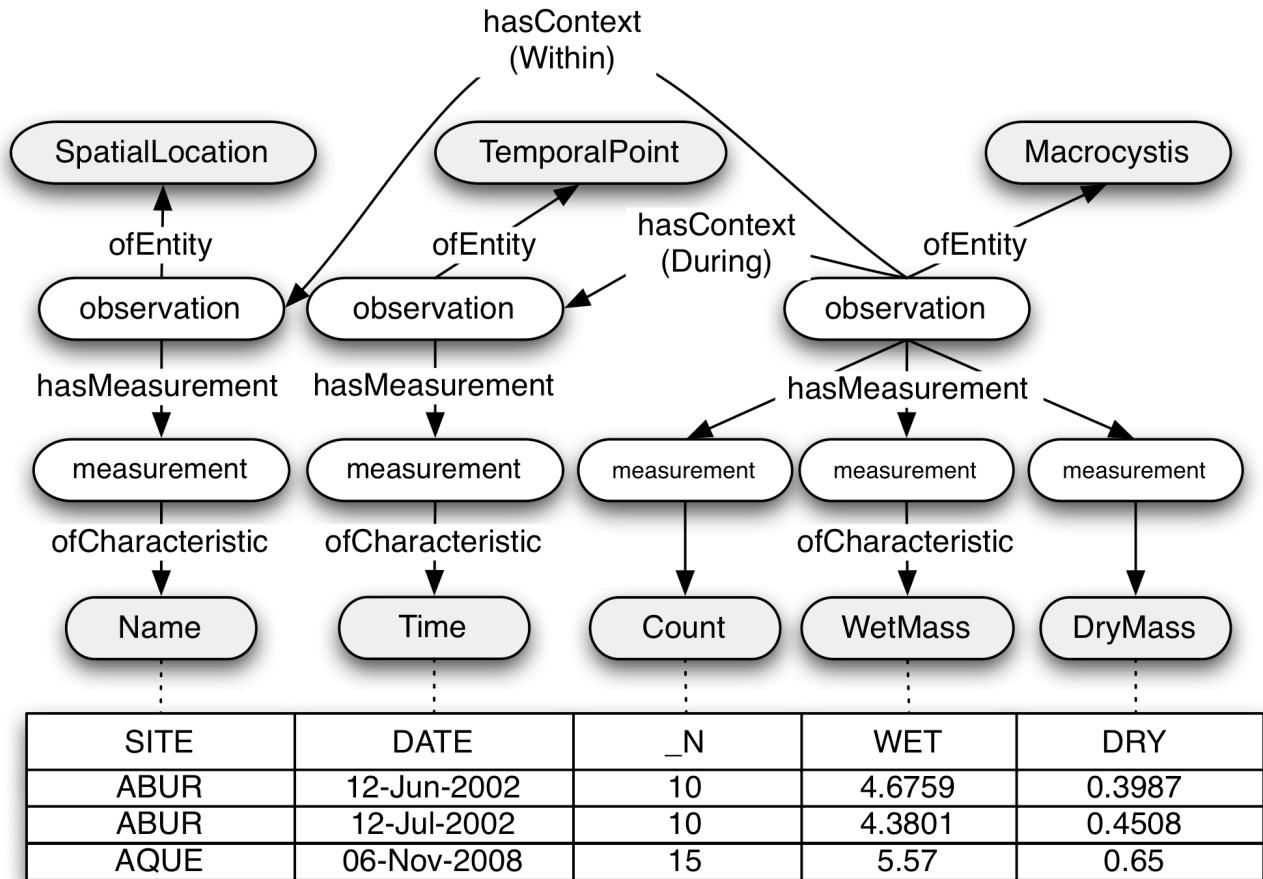 hasContext
(Within)
SpatialLocation
TemporalPoint
Macrocystis
ofEntity
ofEntity
hasContext
(During)
ofEntity
observation
observation
observation
hasMeasurement
hasMeasurement
hasMeasurement
measurement
measurement
measurement
measurement
measurement
ofCharacteristic
ofCharacteristic
ofCharacteristic
Name
Time
Count
WetMass
DryMass
SITE DATE _N WET DRY
ABUR 12-Jun-2002 10 4.6759 0.3987
ABUR 12-Jul-2002 10 4.3801 0.4508
AQUE 06-Nov-2008 15 5.57 0.65